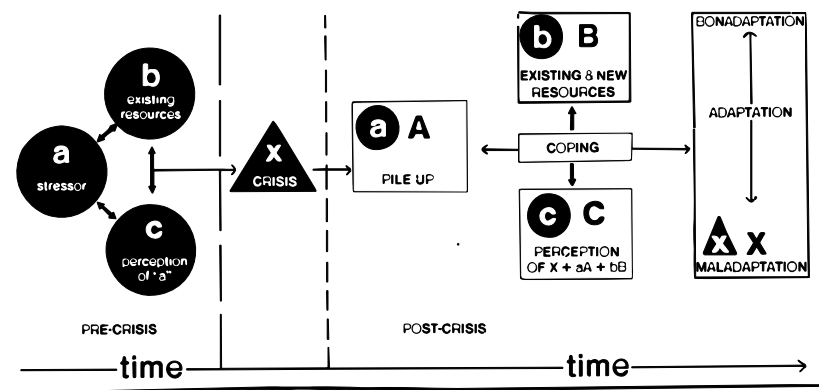 b
existing
resources
a
stressor
c
perception
of "a"
x
CRISIS
a A
PILE UP
b B
EXISTING & NEW
RESOURCES
COPING
c C
PERCEPTION
OF X + aA + bB
BONADAPTATION
ADAPTATION
x X
MALADAPTATION
PRE-CRISIS
POST-CRISIS
time
time